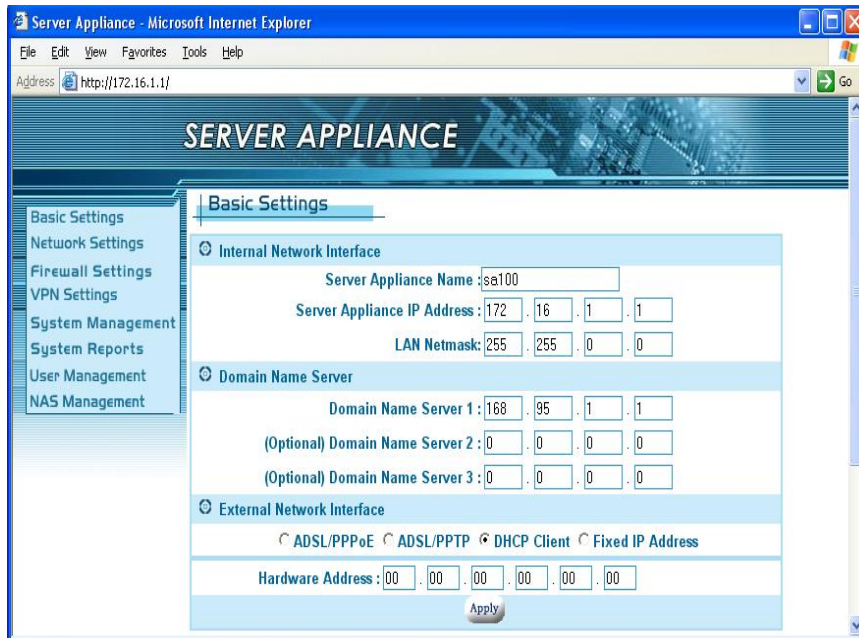 Server Appliance - Microsoft Internet Explorer
File Edit View Favorites Tools Help
Address http://172.16.1.1/ Go
SERVER APPLIANCE
Basic Settings
Network Settings
Firewall Settings
VPN Settings
System Management
System Reports
User Management
NAS Management
Basic Settings
Internal Network Interface
Server Appliance Name : sa100
Server Appliance IP Address : 172 . 16 . 1 . 1
LAN Netmask: 255 . 255 . 0 . 0
Domain Name Server
Domain Name Server 1 : 168 . 95 . 1 . 1
(Optional) Domain Name Server 2 : 0 . 0 . 0 . 0
(Optional) Domain Name Server 3 : 0 . 0 . 0 . 0
External Network Interface
ADSL/PPPoE ADSL/PPTP DHCP Client Fixed IP Address
Hardware Address : 00 . 00 . 00 . 00 . 00 . 00
Apply